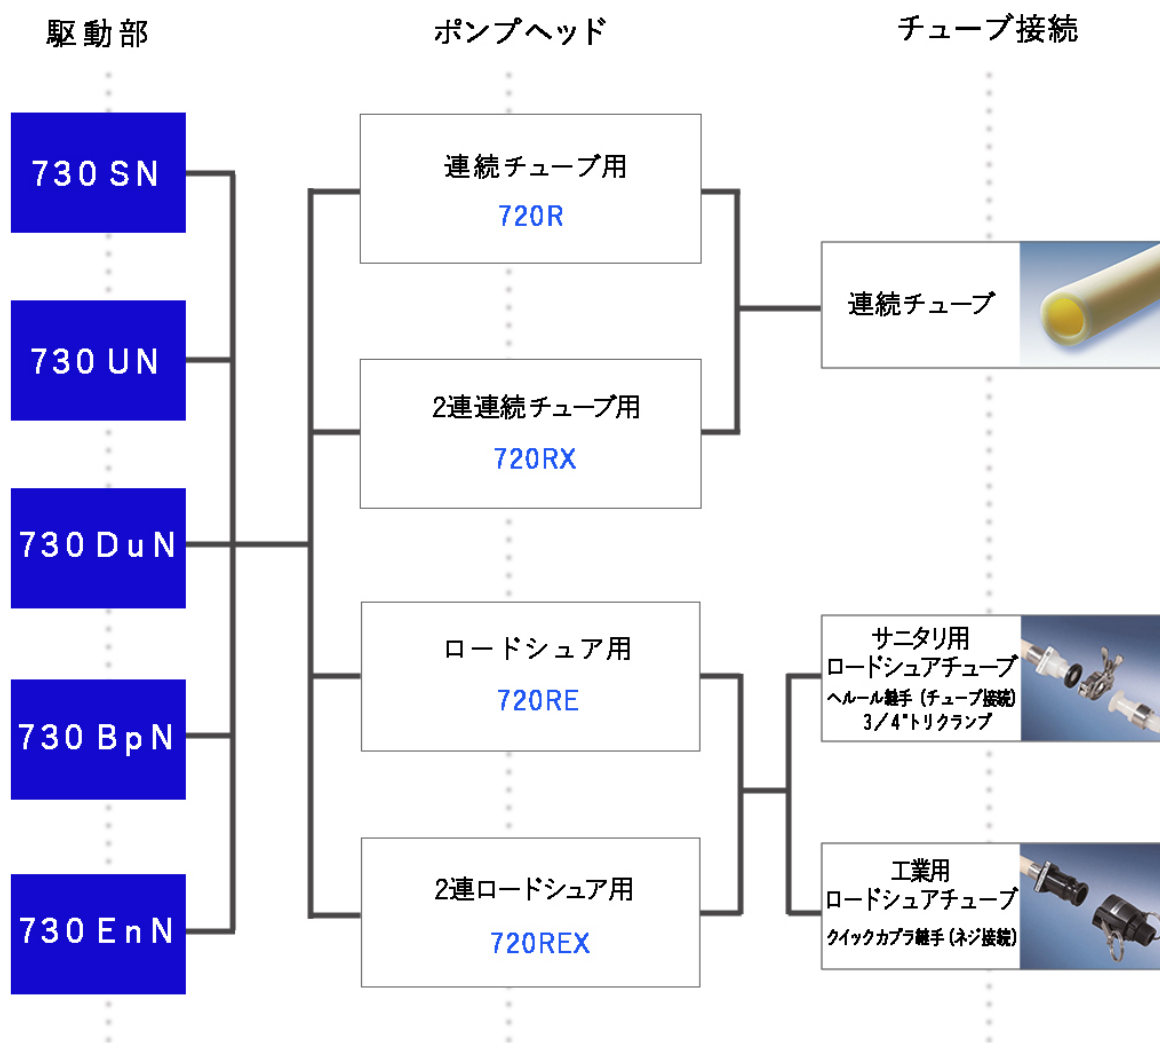 駆動部
ポンプヘッド
チューブ接続
730 SN
730 UN
730 DuN
730 BpN
730 EnN
連続チューブ用
720R
2連連続チューブ用
720RX
ロードシュア用
720RE
2連ロードシュア用
720REX
連続チューブ
サニタリ用
ロードシュアチューブ
ヘルール継手(チューブ接続)
3/4"トリクランプ
工業用
ロードシュアチューブ
クイックカプラ継手(ネジ接続)